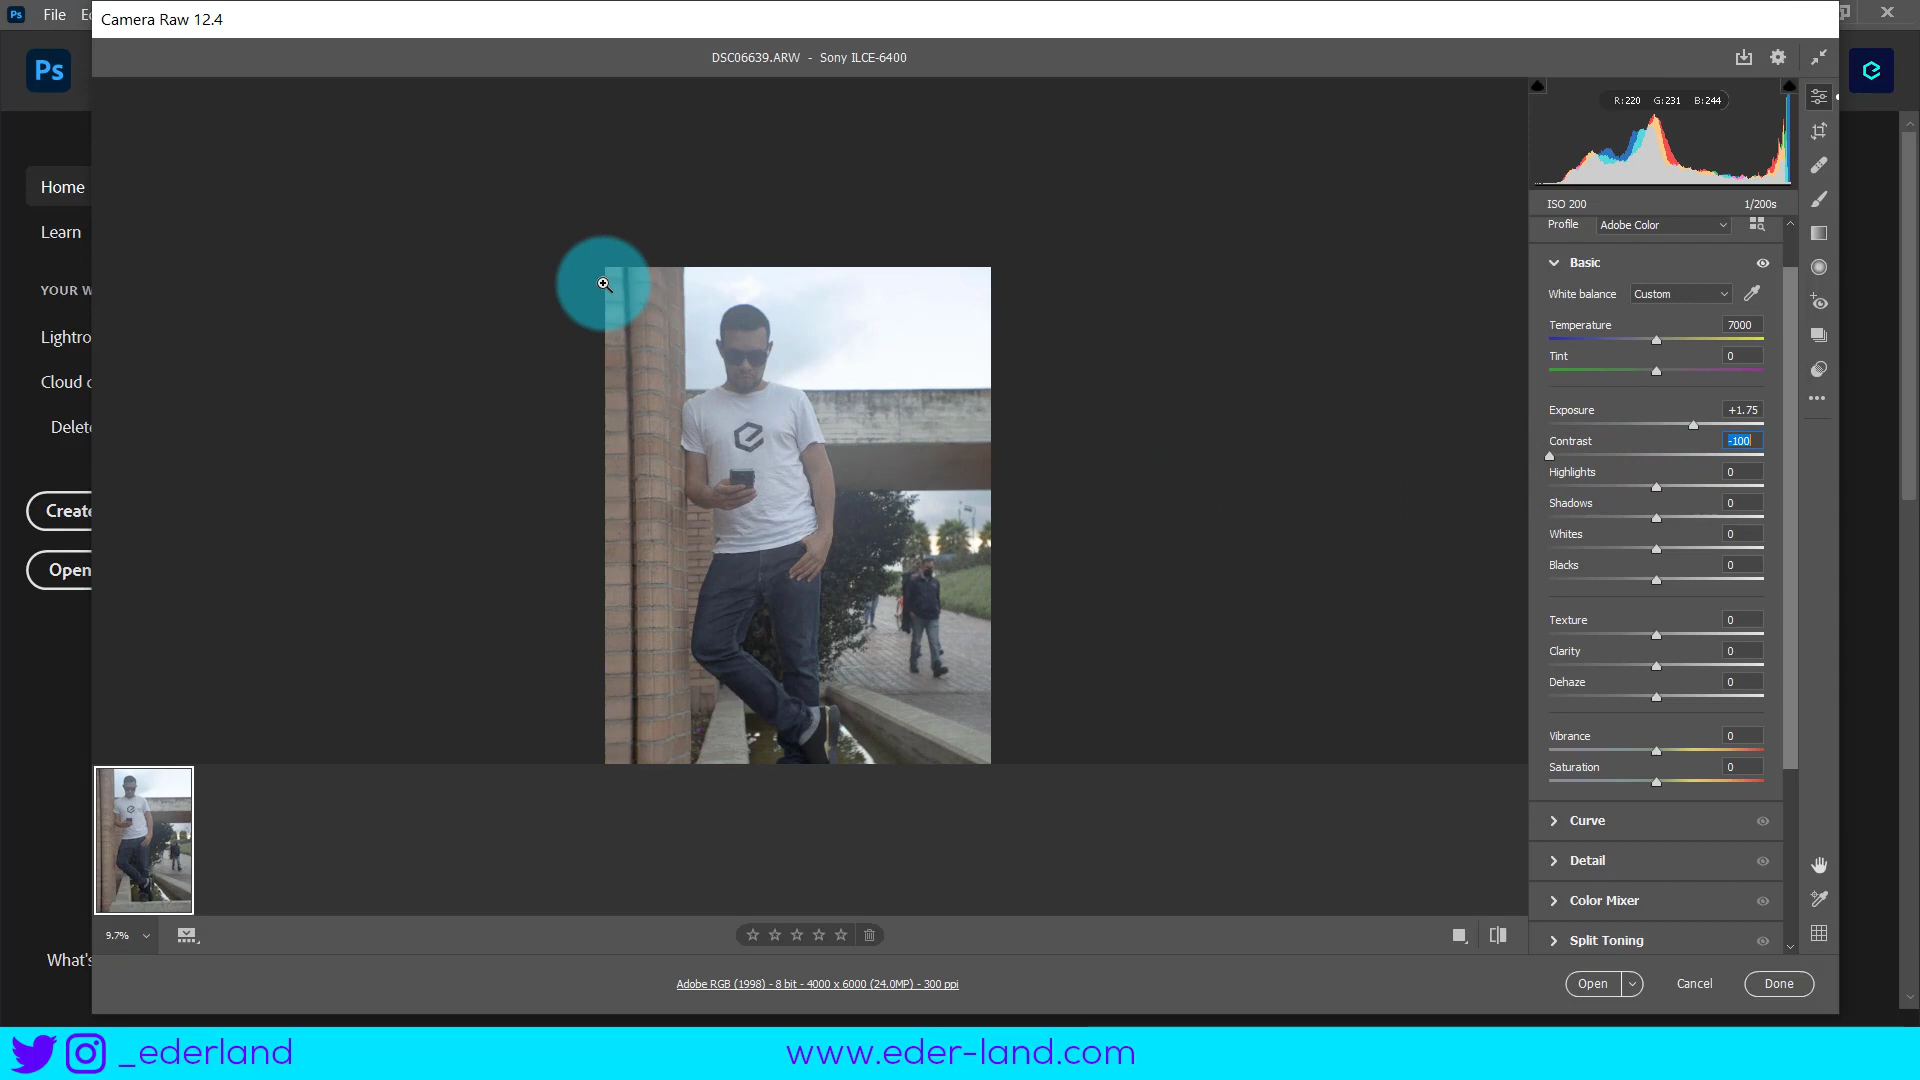 Ps
File
Camera Raw 12.4
DSC06639.ARW - Sony ILCE-6400
Ps
R:220 G:231 B:244
ISO 200 1/200s
Profile Adobe Color
Home
Learn
YOUR W
Lightro
Cloud
Delete
Create
Open
What's
Basic
White balance Custom
Temperature 7000
Tint 0
Exposure +1.75
Contrast -100
Highlights 0
Shadows 0
Whites 0
Blacks 0
Texture 0
Clarity 0
Dehaze 0
Vibrance 0
Saturation 0
Curve
Detail
Color Mixer
Split Toning
9.7%
Adobe RGB (1998) - 8 bit - 4000 x 6000 (24.0MP) - 300 ppi
Open Cancel Done
_ederland www.eder-land.com